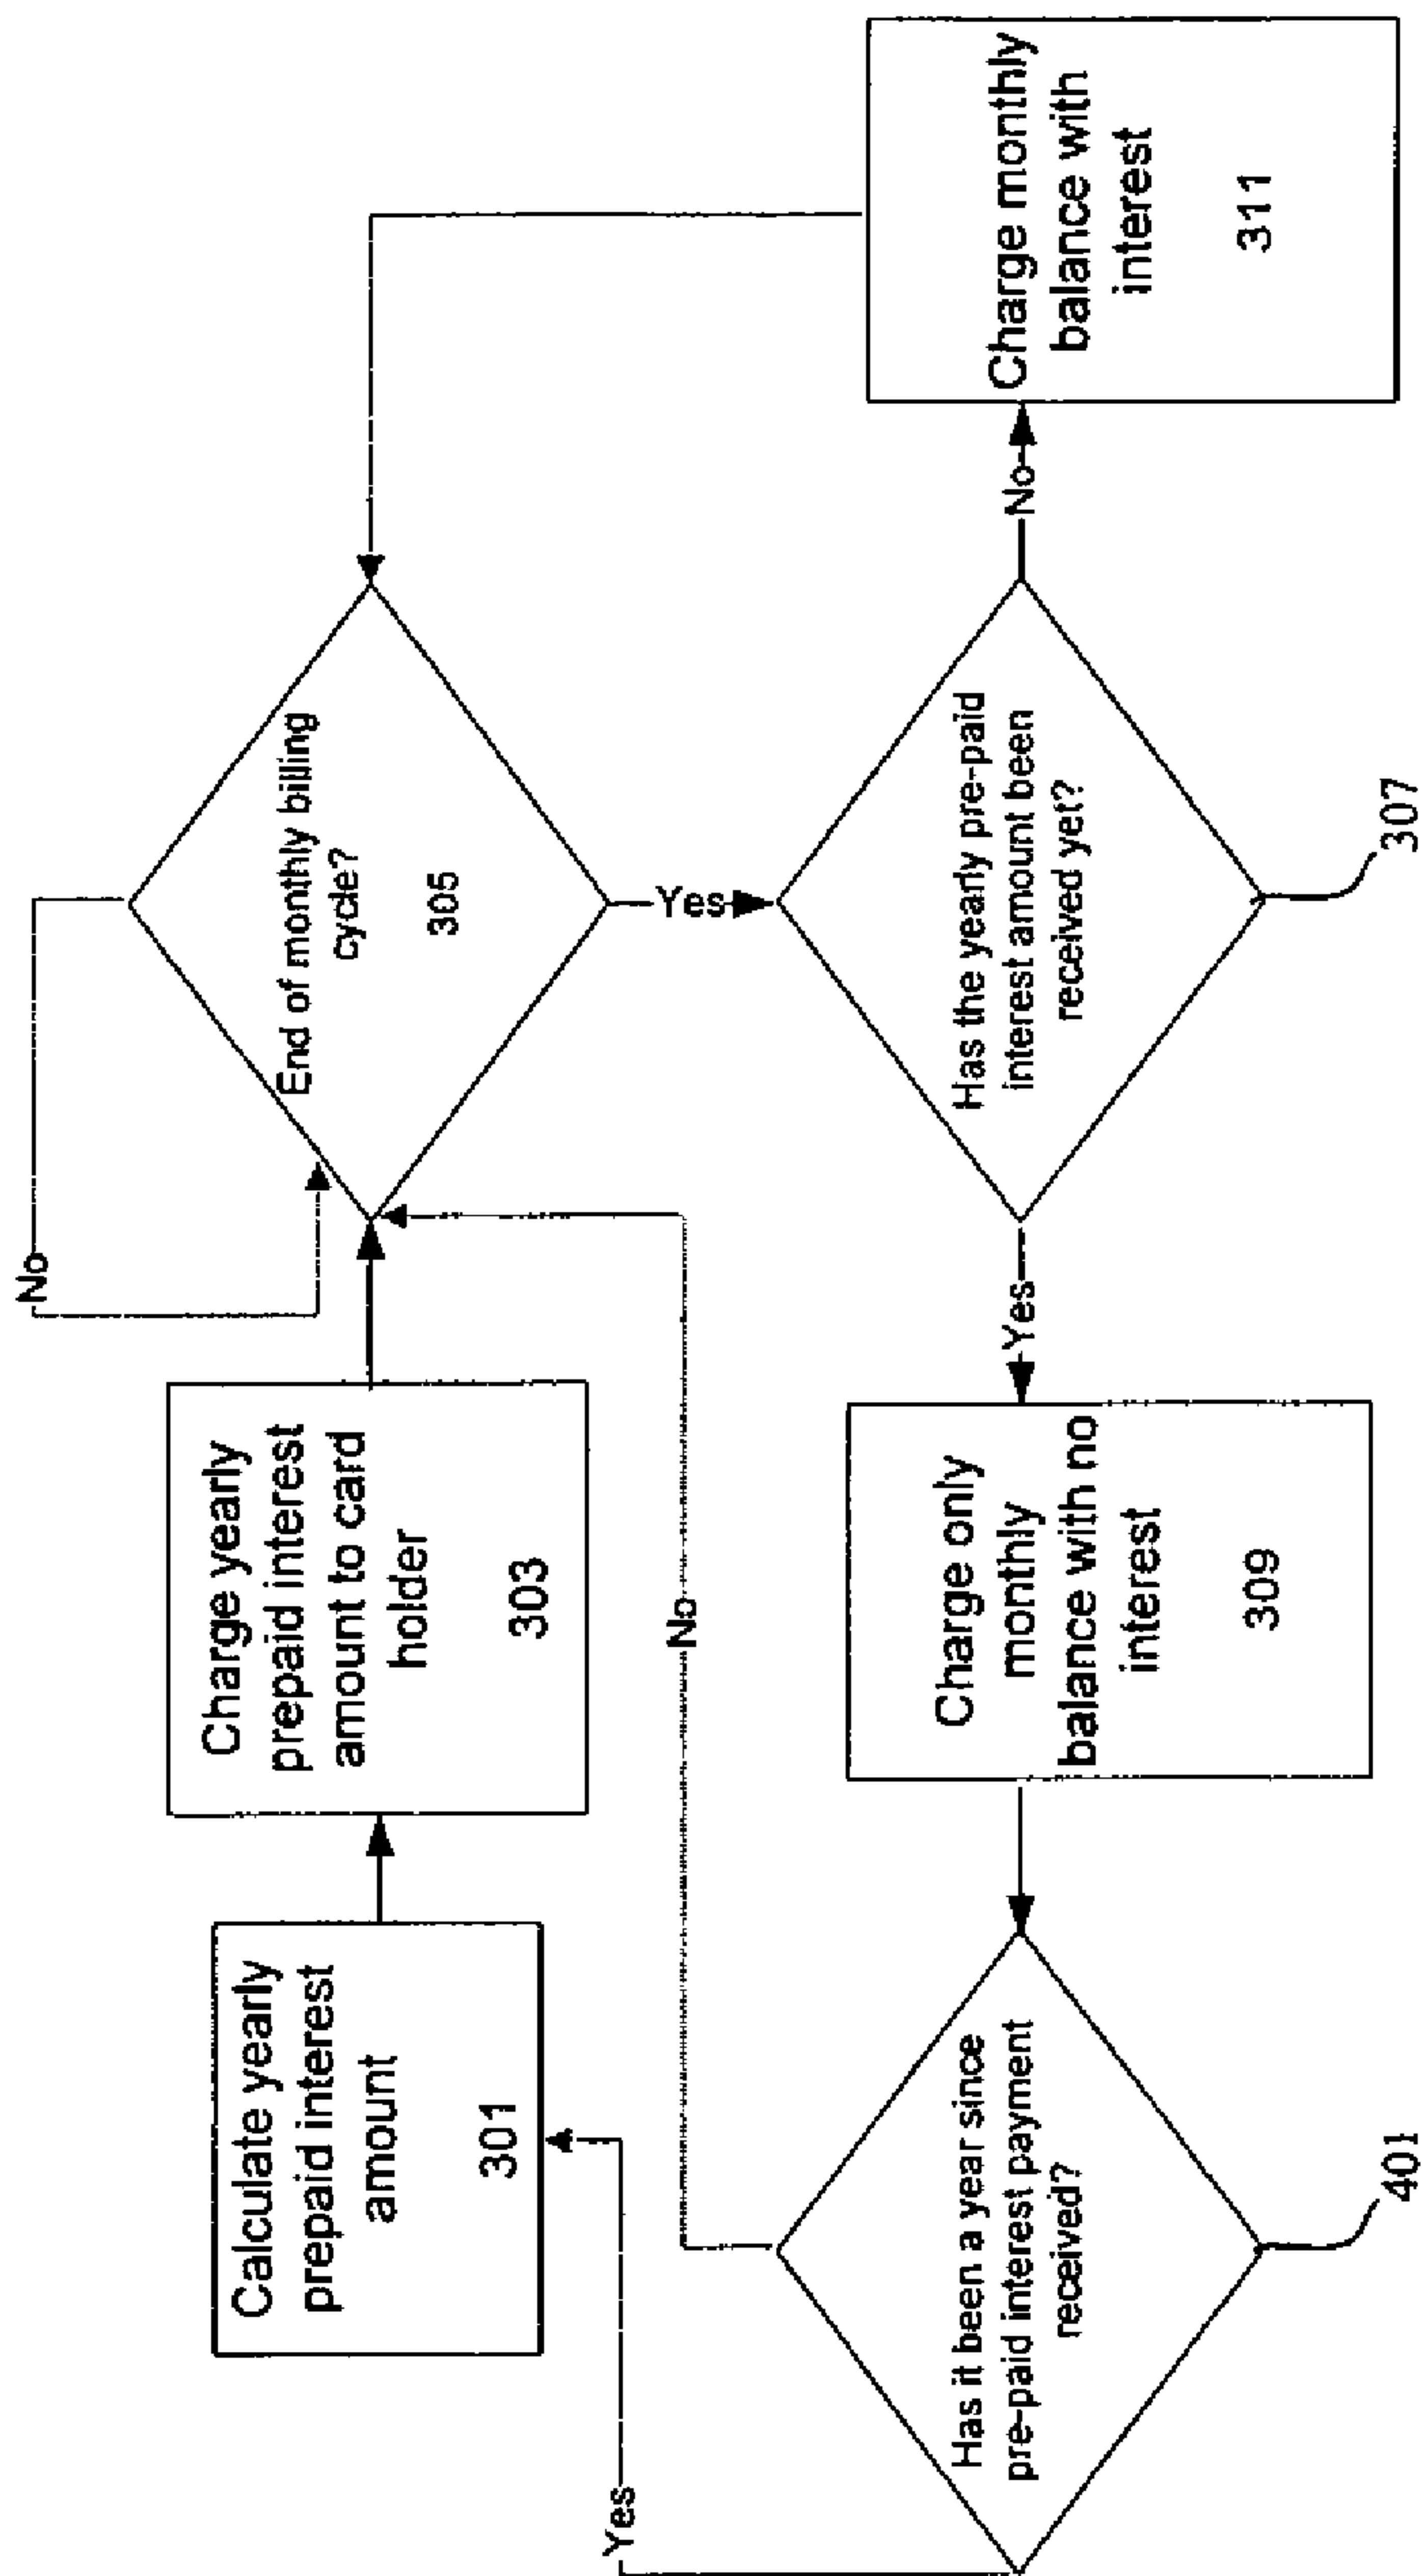 Calculate yearly
prepaid interest
amount
301
Charge yearly
prepaid interest
amount to card
holder
303
No
End of monthly billing
cycle?
305
Yes
Has the yearly pre-paid
interest amount been
received yet?
307
No
Charge monthly
balance with
interest
311
Yes
Charge only
monthly
balance with no
interest
309
Has it been a year since
pre-paid interest payment
received?
401
No
Yes